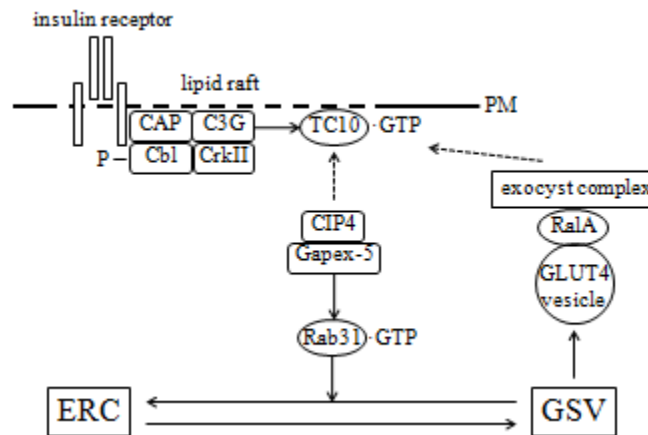 insulin receptor
lipid raft
PM
CAP C3G TC10 · GTP
P Cbl CrkII
exocyst complex
CIP4 RalA
Gapex-5
GLUT4
vesicle
Rab31 · GTP
ERC GSV